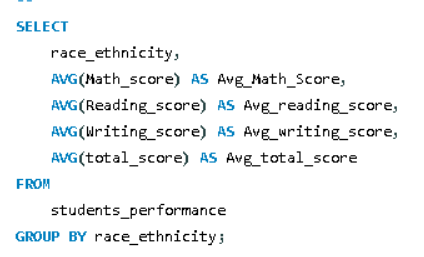 SELECT
race_ethnicity,
AVG(Math_score) AS Avg_Math_Score,
AVG(Reading_score) AS Avg_reading_score,
AVG(Writing_score) AS Avg_writing_score,
AVG(total_score) AS Avg_total_score
FROM
students_performance
GROUP BY race_ethnicity;